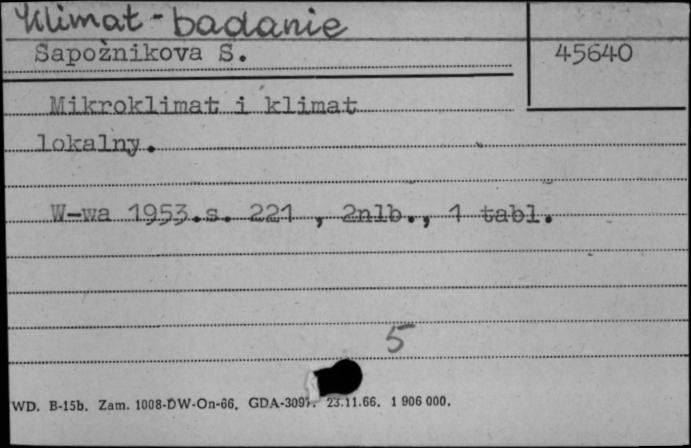 Klimat - badanie
Sapožnikova S.
45640
Mikroklimat i klimat
lokalny.
W-wa 1953.s. 221 , 2nlb., 1 tabl.
5
WD. B-15b. Zam. 1008-DW-On-66. GDA-3097. 23.11.66. 1 906 000.